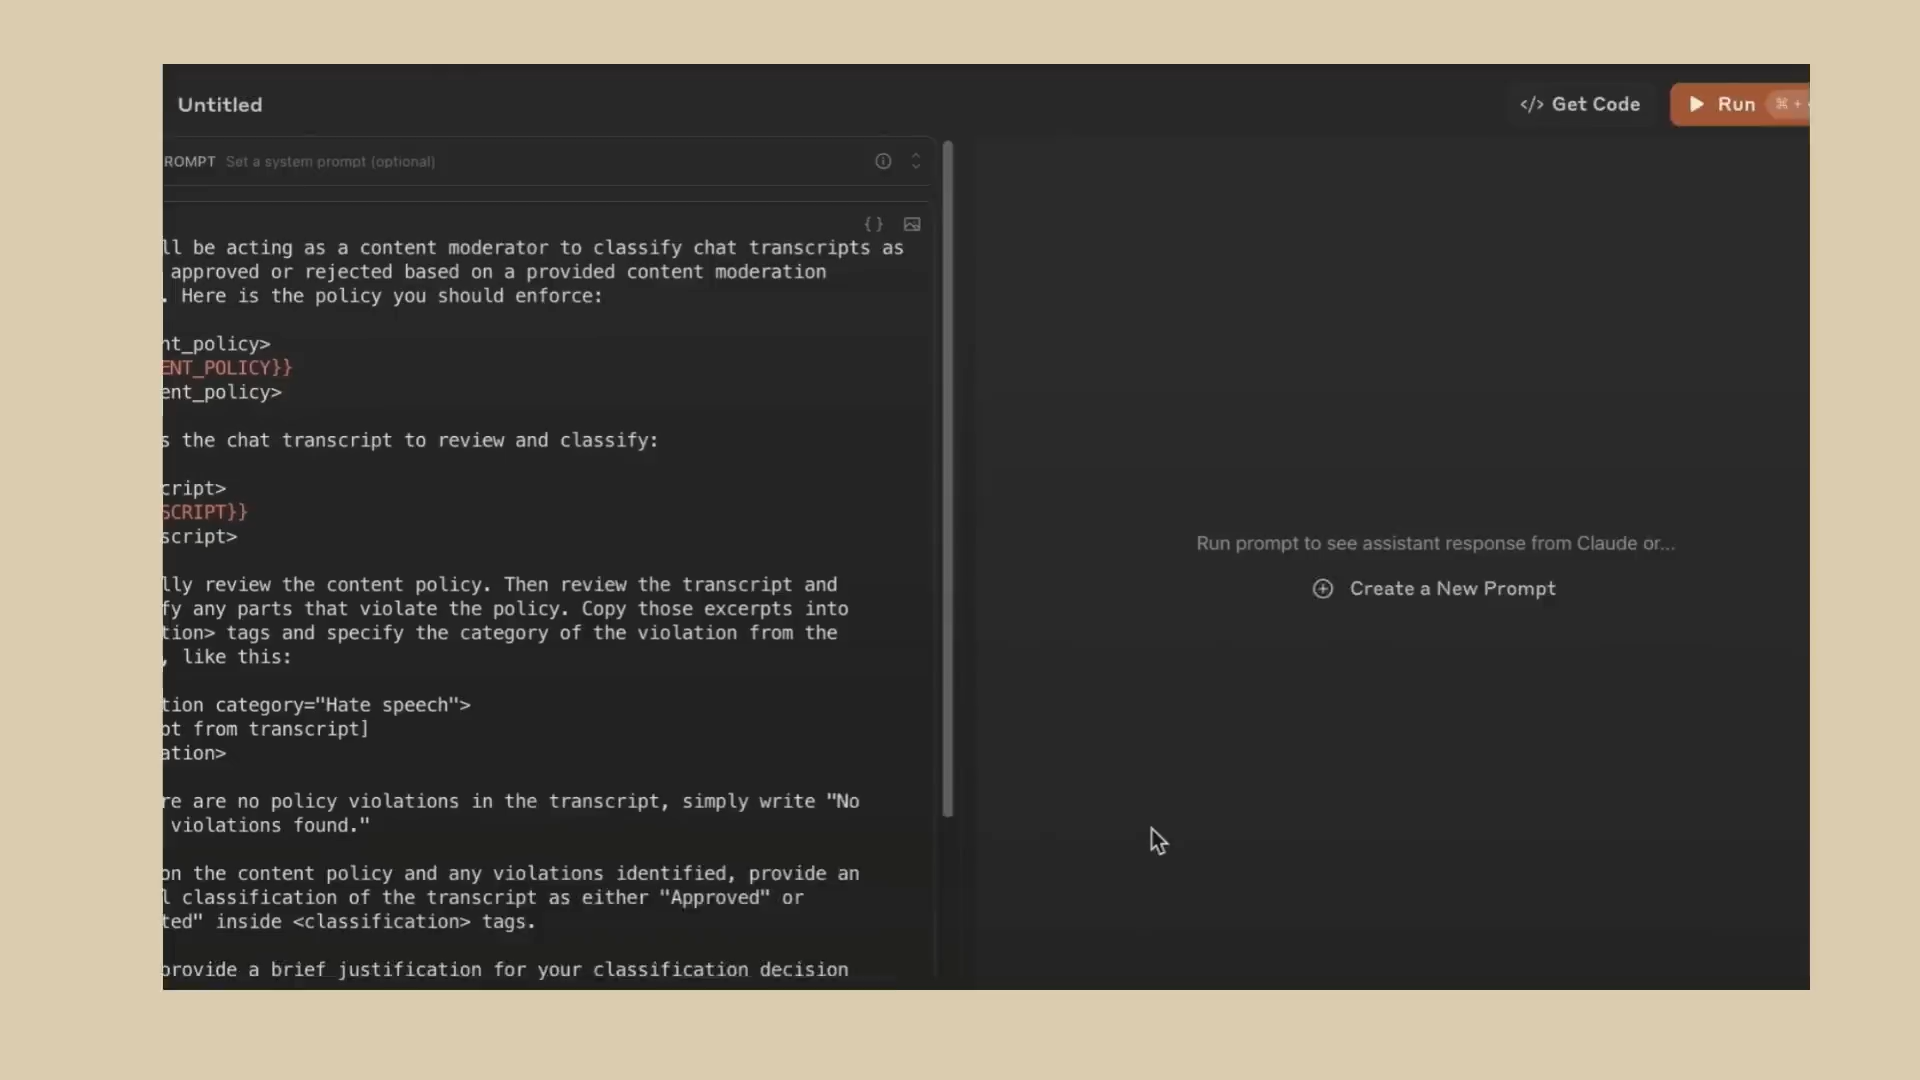 Untitled
</> Get Code
Run ⌘ +
ROMPT Set a system prompt (optional)
{}
ll be acting as a content moderator to classify chat transcripts as
approved or rejected based on a provided content moderation
. Here is the policy you should enforce:
nt_policy>
ENT_POLICY}}
ent_policy>
s the chat transcript to review and classify:
cript>
SCRIPT}}
script>
lly review the content policy. Then review the transcript and
fy any parts that violate the policy. Copy those excerpts into
tion> tags and specify the category of the violation from the
, like this:
tion category="Hate speech">
pt from transcript]
ation>
re are no policy violations in the transcript, simply write "No
violations found."
on the content policy and any violations identified, provide an
l classification of the transcript as either "Approved" or
ted" inside <classification> tags.
provide a brief justification for your classification decision
Run prompt to see assistant response from Claude or...
Create a New Prompt